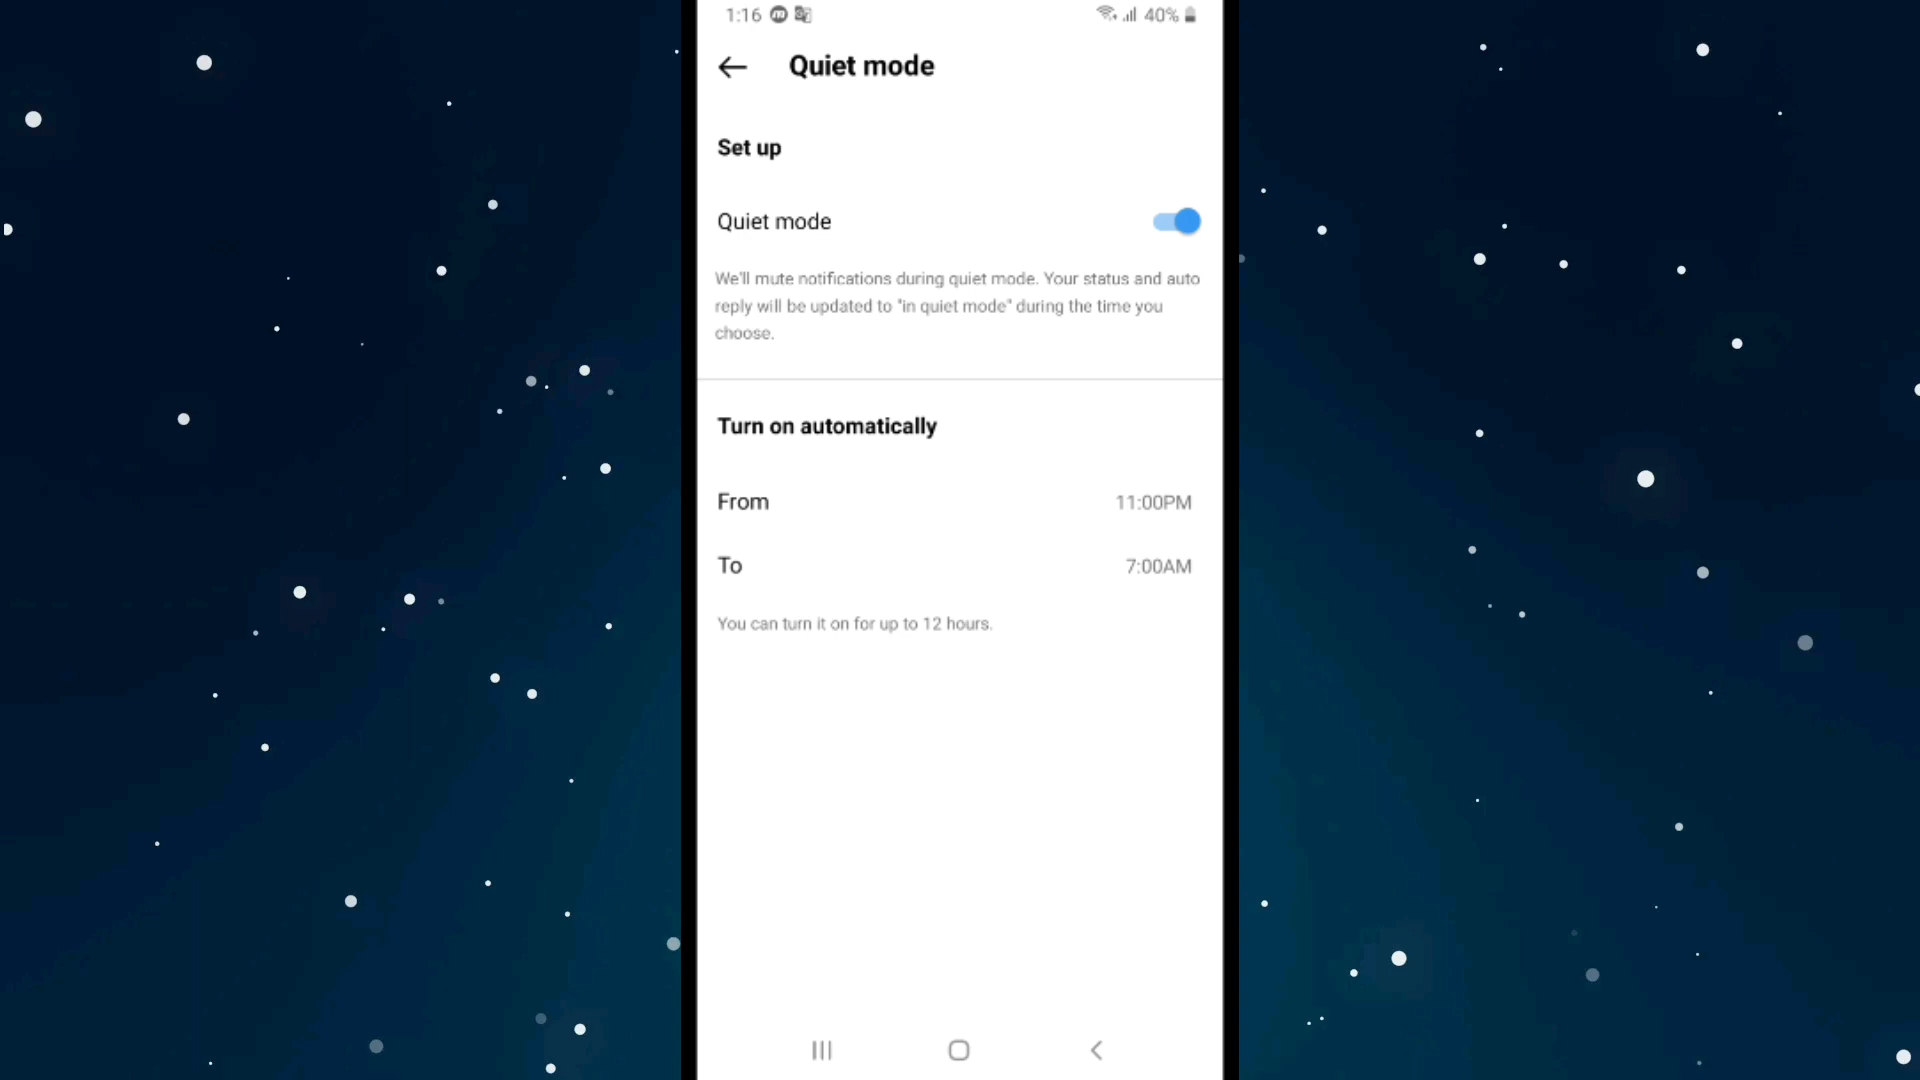 1:16 40%
Quiet mode
Set up
Quiet mode
We'll mute notifications during quiet mode. Your status and auto
reply will be updated to "in quiet mode" during the time you
choose.
Turn on automatically
From 11:00PM
To 7:00AM
You can turn it on for up to 12 hours.